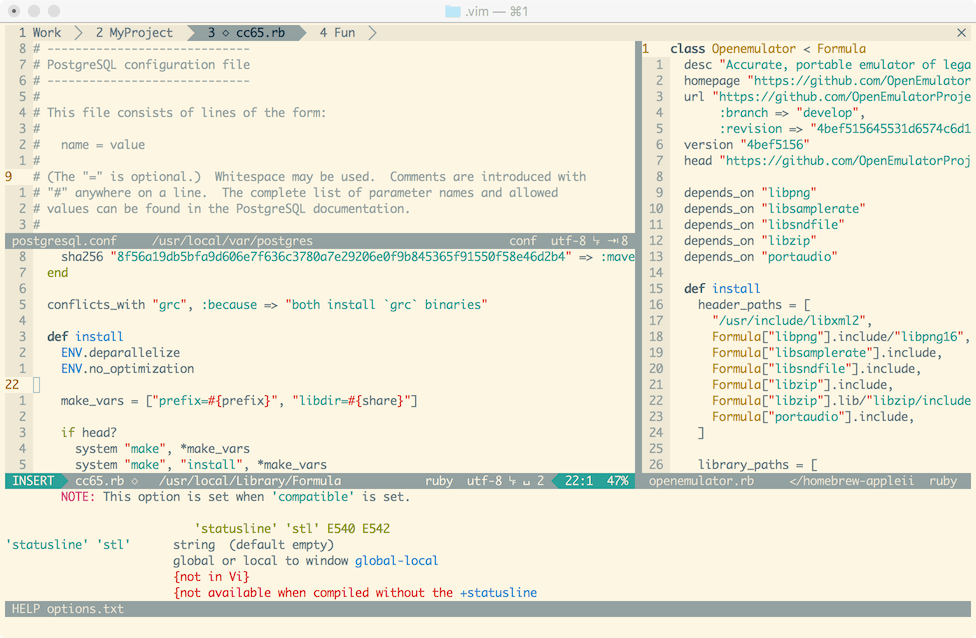 .vim — ⌘1
1 Work 2 MyProject 3 ◇ cc65.rb 4 Fun ×
8 # -----------------------------
7 # PostgreSQL configuration file
6 # -----------------------------
5 #
4 # This file consists of lines of the form:
3 #
2 #   name = value
1 #
9 # (The "=" is optional.)  Whitespace may be used.  Comments are introduced with
1 # "#" anywhere on a line.  The complete list of parameter names and allowed
2 # values can be found in the PostgreSQL documentation.
3 #
postgresql.conf /usr/local/var/postgres conf utf-8 ␊ ⇥8
8 sha256 "8f56a19db5bfa9d606e7f636c3780a7e29206e0f9b845365f91550f58e46d2b4" => :mave
7 end
6
5 conflicts_with "grc", :because => "both install `grc` binaries"
4
3 def install
2 ENV.deparallelize
1 ENV.no_optimization
22
1 make_vars = ["prefix=#{prefix}", "libdir=#{share}"]
2
3 if head?
4 system "make", *make_vars
5 system "make", "install", *make_vars
INSERT cc65.rb ◇ /usr/local/Library/Formula ruby utf-8 ␊ ␣ 2 22:1 47%
1 class Openemulator < Formula
1 desc "Accurate, portable emulator of lega
2 homepage "https://github.com/OpenEmulator
3 url "https://github.com/OpenEmulatorProje
4 :branch => "develop",
5 :revision => "4bef515645531d6574c6d1
6 version "4bef5156"
7 head "https://github.com/OpenEmulatorProj
8
9 depends_on "libpng"
10 depends_on "libsamplerate"
11 depends_on "libsndfile"
12 depends_on "libzip"
13 depends_on "portaudio"
14
15 def install
16 header_paths = [
17 "/usr/include/libxml2",
18 Formula["libpng"].include/"libpng16",
19 Formula["libsamplerate"].include,
20 Formula["libsndfile"].include,
21 Formula["libzip"].include,
22 Formula["libzip"].lib/"libzip/include
23 Formula["portaudio"].include,
24 ]
25
26 library_paths = [
openemulator.rb </homebrew-appleii ruby
NOTE: This option is set when 'compatible' is set.
'statusline' 'stl' E540 E542
'statusline' 'stl' string  (default empty)
global or local to window global-local
{not in Vi}
{not available when compiled without the +statusline
HELP options.txt